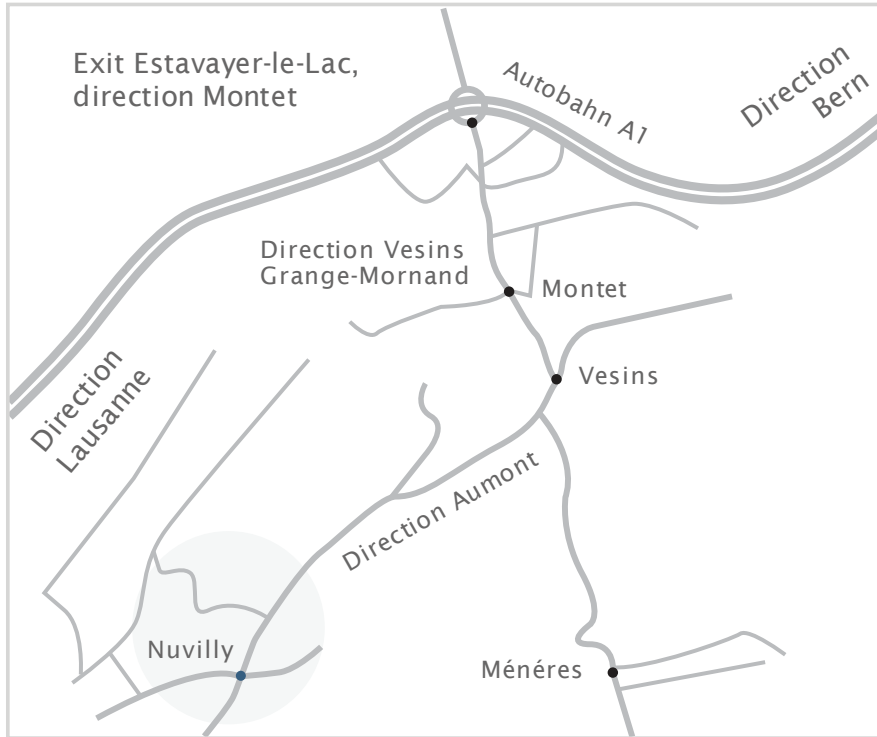 Exit Estavayer-le-Lac,
direction Montet
Autobahn A1
Direction
Bern
Direction Vesins
Grange-Mornand
Montet
Direction
Lausanne
Vesins
Direction Aumont
Nuvilly
Ménéres